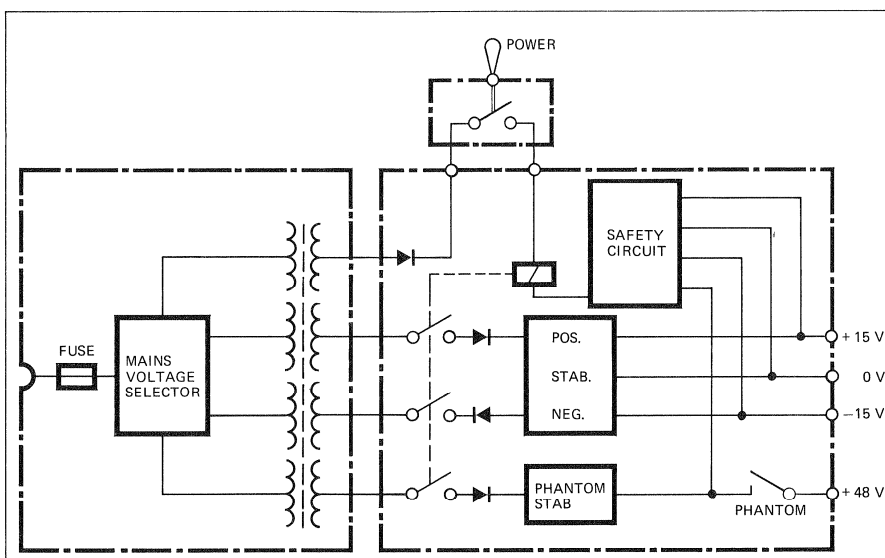 POWER
SAFETY
CIRCUIT
FUSE
MAINS
VOLTAGE
SELECTOR
POS.
STAB.
NEG.
+ 15 V
0 V
−15 V
PHANTOM
STAB
PHANTOM
+ 48 V